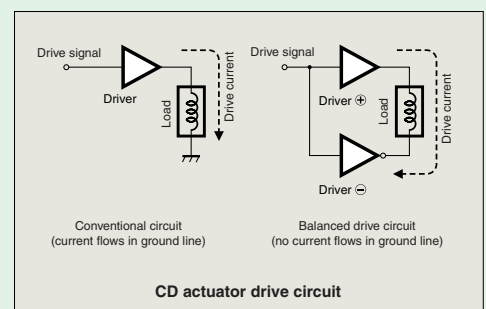 Drive signal
Driver
Load
Drive current
Conventional circuit
(current flows in ground line)
Drive signal
Driver ⊕
Load
Drive current
Driver ⊖
Balanced drive circuit
(no current flows in ground line)
CD actuator drive circuit